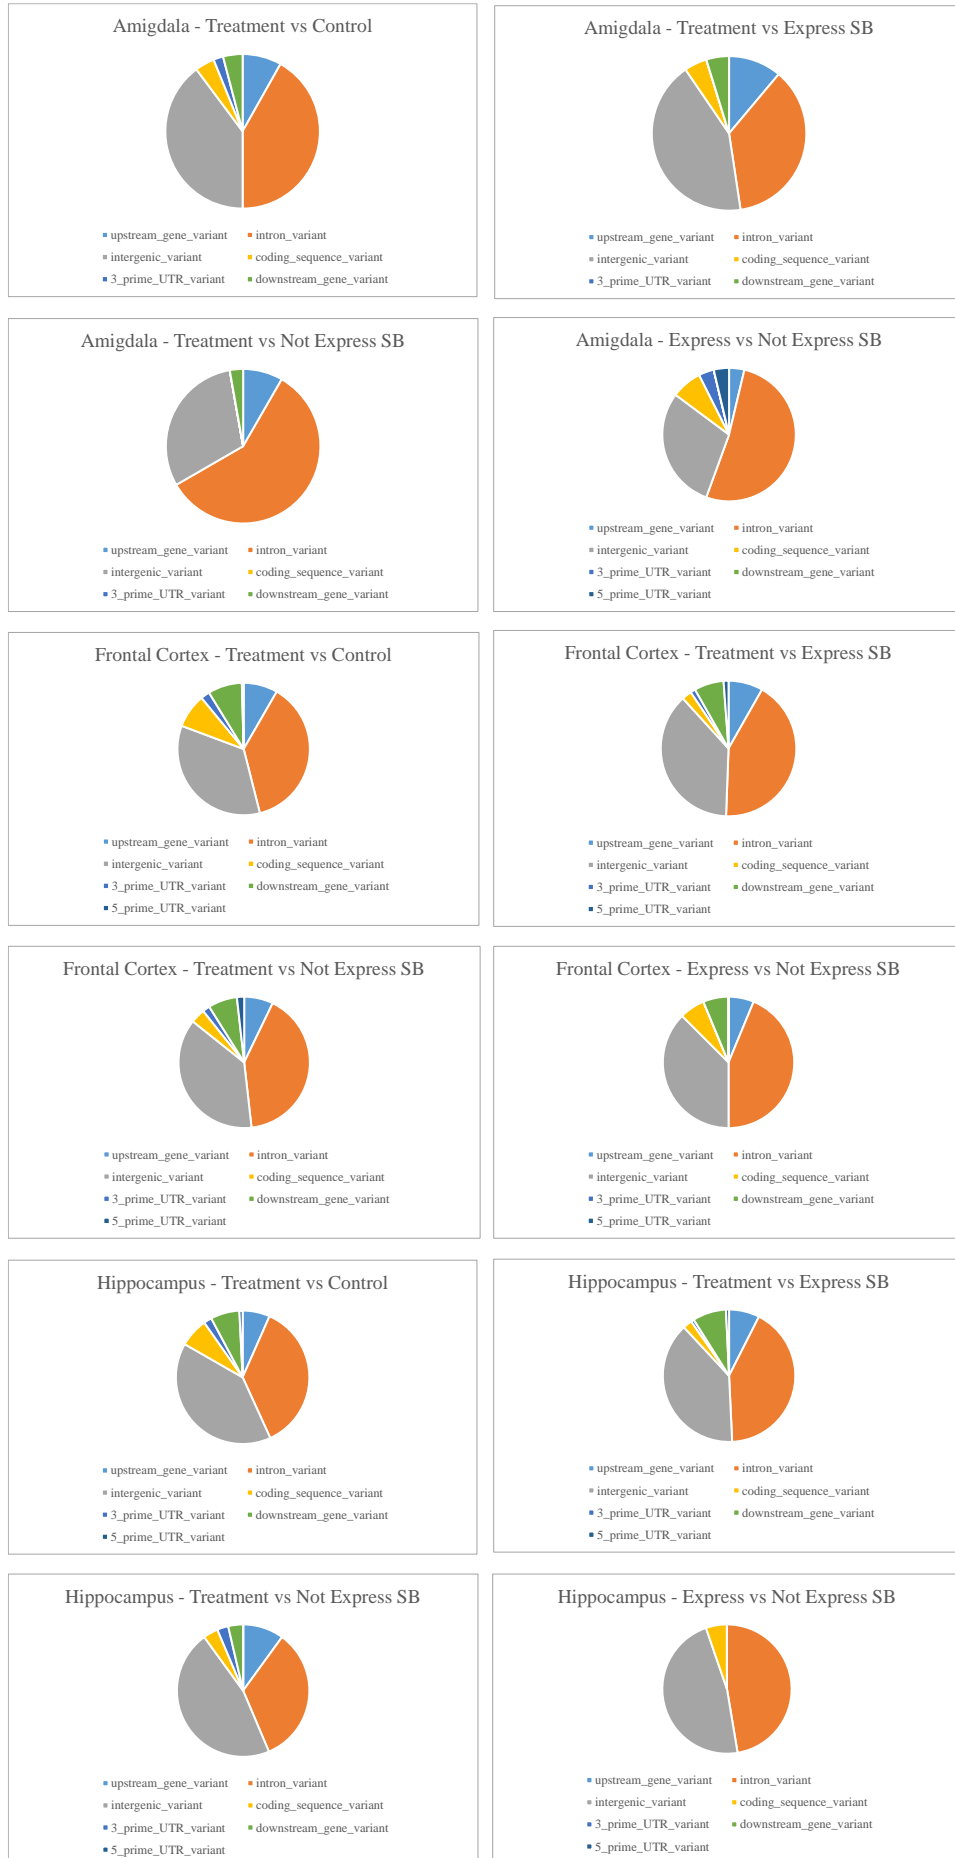 Amigdala - Treatment vs Control
upstream_gene_variant intron_variant
intergenic_variant coding_sequence_variant
3_prime_UTR_variant downstream_gene_variant
Amigdala - Treatment vs Express SB
upstream_gene_variant intron_variant
intergenic_variant coding_sequence_variant
3_prime_UTR_variant downstream_gene_variant
Amigdala - Treatment vs Not Express SB
upstream_gene_variant intron_variant
intergenic_variant coding_sequence_variant
3_prime_UTR_variant downstream_gene_variant
Amigdala - Express vs Not Express SB
upstream_gene_variant intron_variant
intergenic_variant coding_sequence_variant
3_prime_UTR_variant downstream_gene_variant
5_prime_UTR_variant
Frontal Cortex - Treatment vs Control
upstream_gene_variant intron_variant
intergenic_variant coding_sequence_variant
3_prime_UTR_variant downstream_gene_variant
5_prime_UTR_variant
Frontal Cortex - Treatment vs Express SB
upstream_gene_variant intron_variant
intergenic_variant coding_sequence_variant
3_prime_UTR_variant downstream_gene_variant
5_prime_UTR_variant
Frontal Cortex - Treatment vs Not Express SB
upstream_gene_variant intron_variant
intergenic_variant coding_sequence_variant
3_prime_UTR_variant downstream_gene_variant
5_prime_UTR_variant
Frontal Cortex - Express vs Not Express SB
upstream_gene_variant intron_variant
intergenic_variant coding_sequence_variant
3_prime_UTR_variant downstream_gene_variant
5_prime_UTR_variant
Hippocampus - Treatment vs Control
upstream_gene_variant intron_variant
intergenic_variant coding_sequence_variant
3_prime_UTR_variant downstream_gene_variant
5_prime_UTR_variant
Hippocampus - Treatment vs Express SB
upstream_gene_variant intron_variant
intergenic_variant coding_sequence_variant
3_prime_UTR_variant downstream_gene_variant
5_prime_UTR_variant
Hippocampus - Treatment vs Not Express SB
upstream_gene_variant intron_variant
intergenic_variant coding_sequence_variant
3_prime_UTR_variant downstream_gene_variant
5_prime_UTR_variant
Hippocampus - Express vs Not Express SB
upstream_gene_variant intron_variant
intergenic_variant coding_sequence_variant
3_prime_UTR_variant downstream_gene_variant
5_prime_UTR_variant